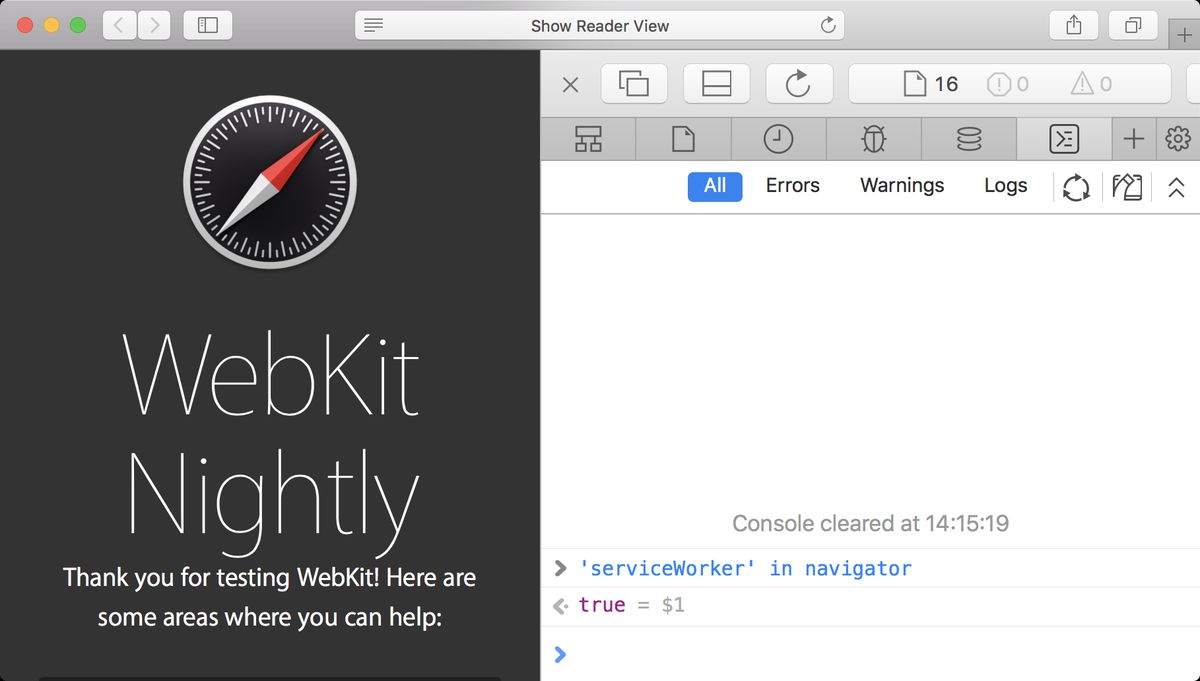 Show Reader View
16
0
0
All
Errors
Warnings
Logs
WebKit
Nightly
Thank you for testing WebKit! Here are
some areas where you can help:
Console cleared at 14:15:19
> 'serviceWorker' in navigator
true = $1